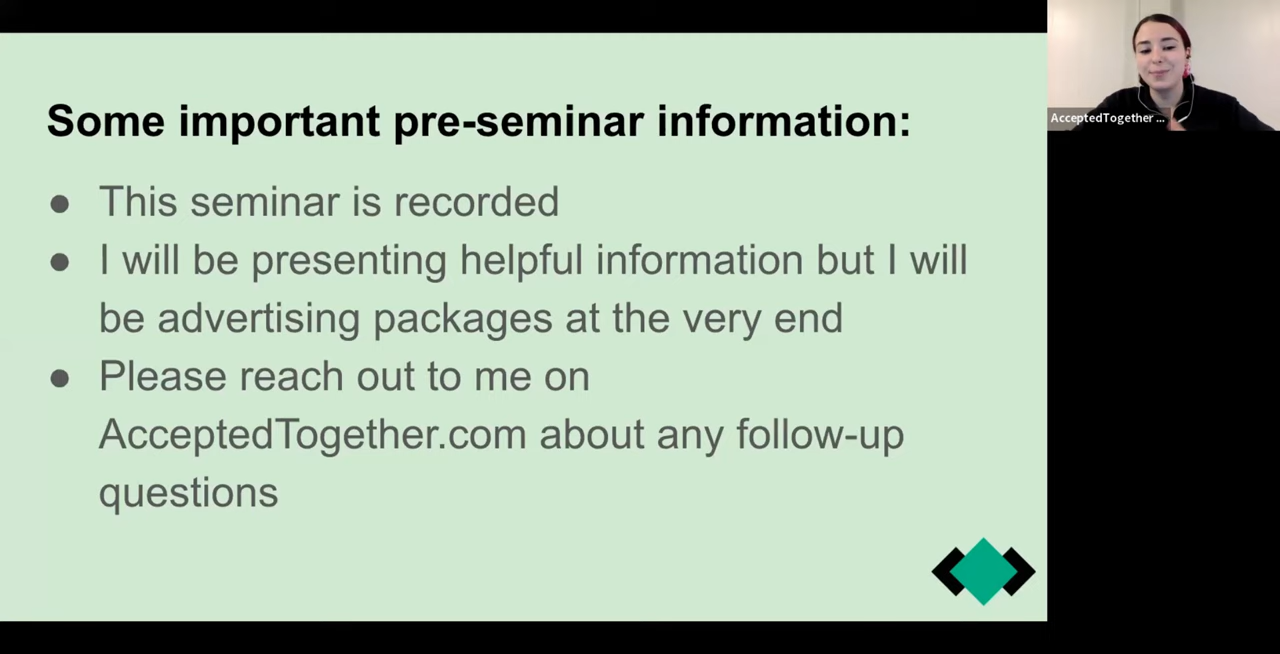 Some important pre-seminar information:
● This seminar is recorded
● I will be presenting helpful information but I will
be advertising packages at the very end
● Please reach out to me on
AcceptedTogether.com about any follow-up
questions
AcceptedTogether ...